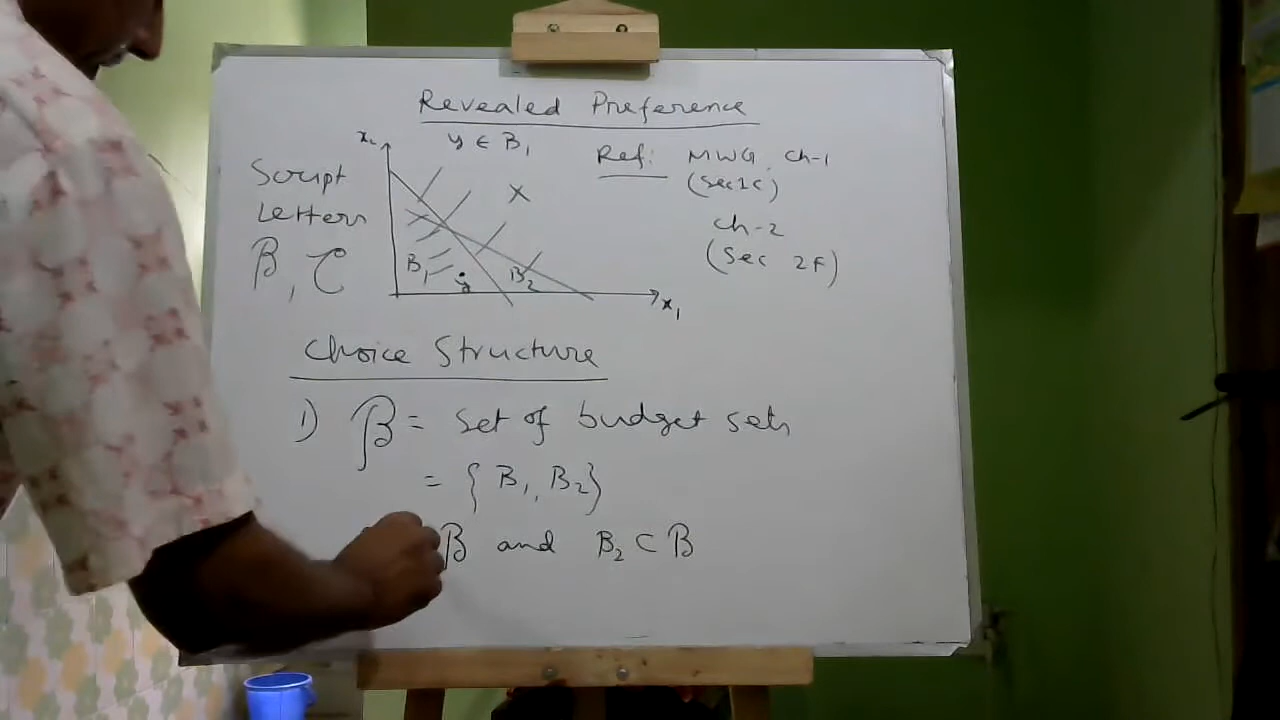 Revealed Preference
y ∈ B₁
Ref: MWG, Ch-1
(Sec 1C)
Ch-2
(Sec 2F)
Script
Letters
ℬ, 𝒞
x₂
X
B₁
y
B₂
x₁
Choice Structure
1) ℬ = Set of budget sets
= { B₁, B₂}
ℬ and B₂ ⊂ ℬ